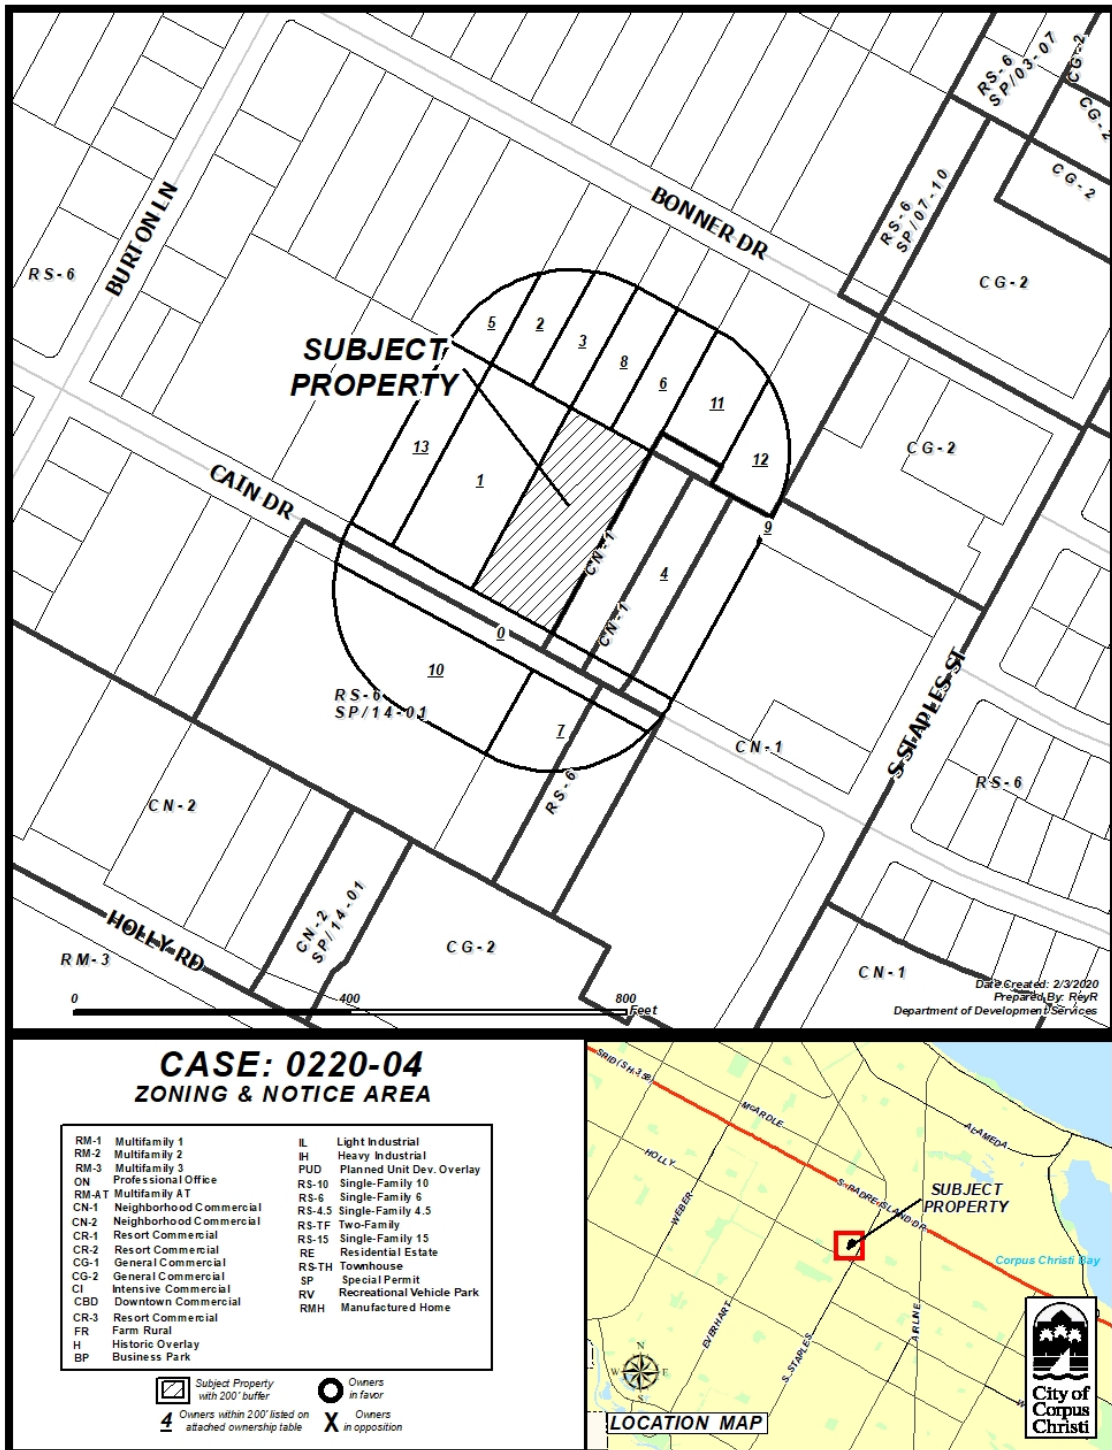 RS-6
SP/03-07
CG-2
CG-2
CG-2
RS-6
SP/07-10
CG-2
BONNER DR
BURTON LN
RS-6
SUBJECT
PROPERTY
5
2
3
8
6
11
12
13
1
CG-2
CAIN DR
9
CN-1
4
CN-1
0
10
RS-6
SP/14-01
7
RS-6
CN-1
S STAPLES ST
RS-6
CN-2
HOLLY RD
RM-3
CN-2
SP/14-01
CG-2
CN-1
Date Created: 2/3/2020
Prepared By: ReyR
Department of Development Services
0 400 800
Feet
CASE: 0220-04
ZONING & NOTICE AREA
RM-1 Multifamily 1
RM-2 Multifamily 2
RM-3 Multifamily 3
ON Professional Office
RM-AT Multifamily AT
CN-1 Neighborhood Commercial
CN-2 Neighborhood Commercial
CR-1 Resort Commercial
CR-2 Resort Commercial
CG-1 General Commercial
CG-2 General Commercial
CI Intensive Commercial
CBD Downtown Commercial
CR-3 Resort Commercial
FR Farm Rural
H Historic Overlay
BP Business Park
IL Light Industrial
IH Heavy Industrial
PUD Planned Unit Dev. Overlay
RS-10 Single-Family 10
RS-6 Single-Family 6
RS-4.5 Single-Family 4.5
RS-TF Two-Family
RS-15 Single-Family 15
RE Residential Estate
RS-TH Townhouse
SP Special Permit
RV Recreational Vehicle Park
RMH Manufactured Home
Subject Property
with 200' buffer
Owners
in favor
4 Owners within 200' listed on
attached ownership table
X Owners
in opposition
SRID (SH 358)
MCARDLE
ALAMEDA
HOLLY
WEBER
S. PADRE ISLAND DR
SUBJECT
PROPERTY
Corpus Christi Bay
EVERHART
S. STAPLES
AIRLINE
N
W E
S
LOCATION MAP
City of
Corpus
Christi